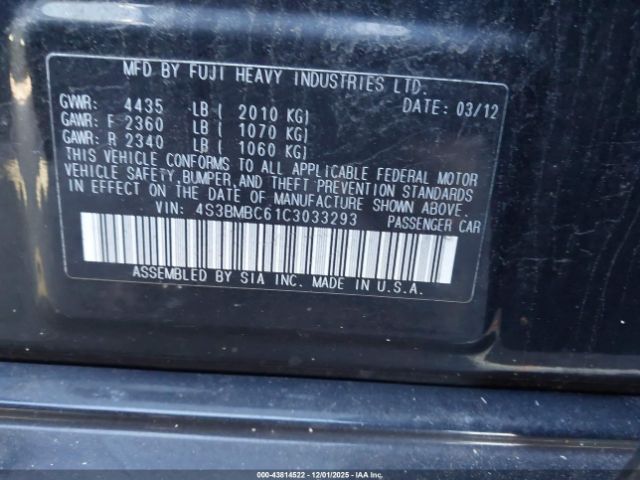 MFD BY FUJI HEAVY INDUSTRIES LTD.
GVWR: 4435 LB ( 2010 KG) DATE: 03/12
GAWR: F 2360 LB ( 1070 KG)
GAWR: R 2340 LB ( 1060 KG)
THIS VEHICLE CONFORMS TO ALL APPLICABLE FEDERAL MOTOR
VEHICLE SAFETY,BUMPER,AND THEFT PREVENTION STANDARDS
IN EFFECT ON THE DATE OF MANUFACTURE SHOWN ABOVE.
VIN: 4S3BMBC61C3033293 PASSENGER CAR
ASSEMBLED BY SIA INC. MADE IN U.S.A.
000-43814522 - 12/01/2025 - IAA Inc.